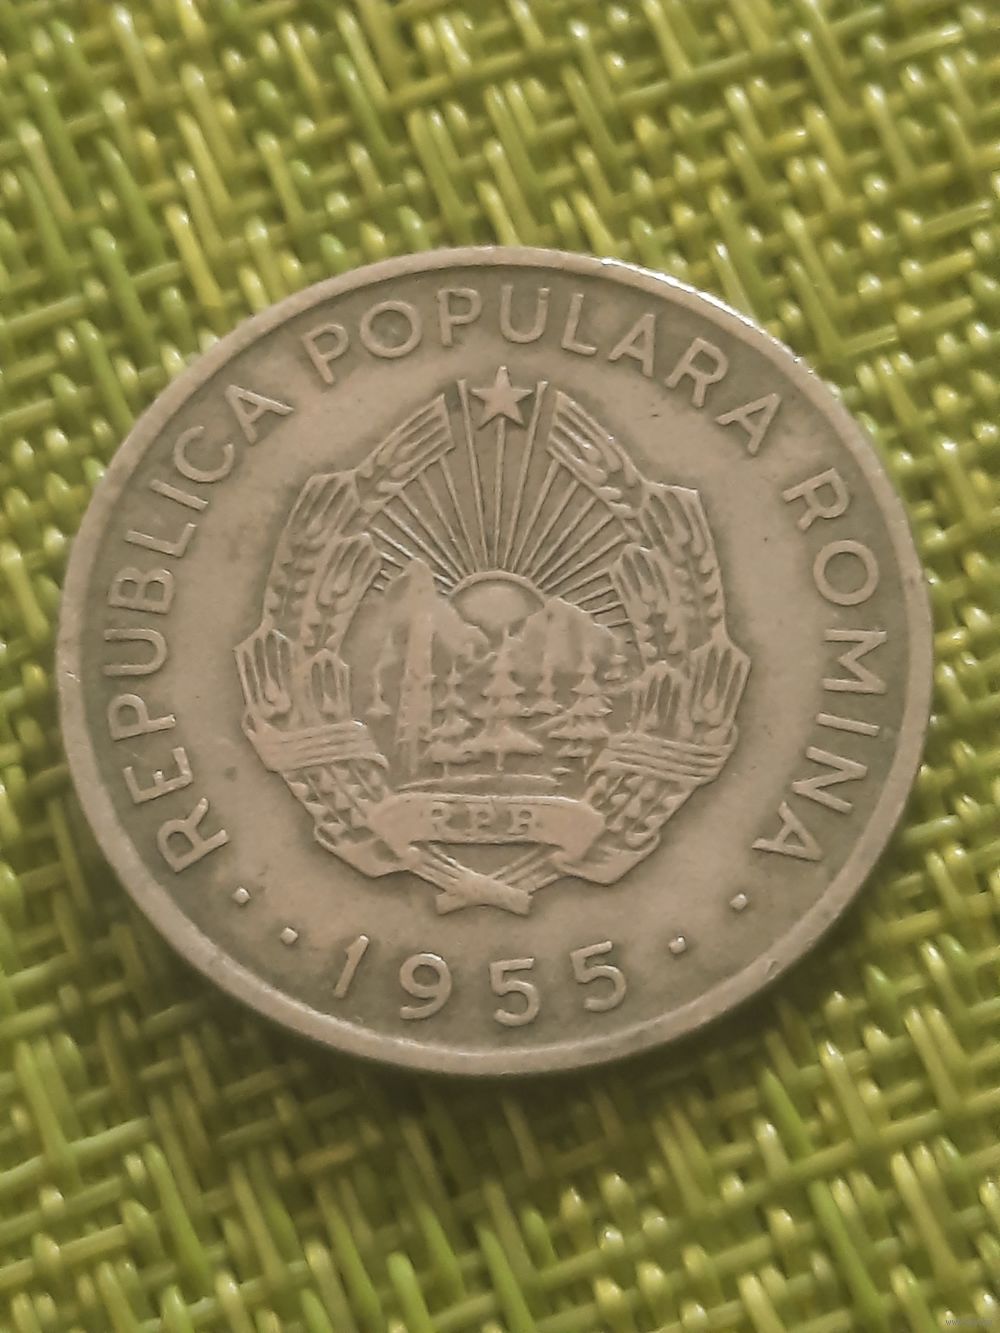 REPUBLICA POPULARA ROMINA
RPR
· · 1955 · ·